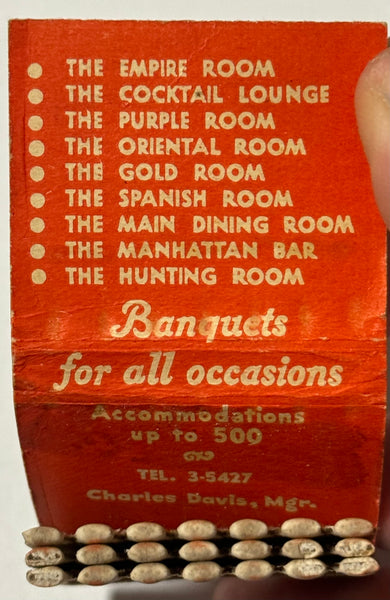 • THE EMPIRE ROOM
• THE COCKTAIL LOUNGE
• THE PURPLE ROOM
• THE ORIENTAL ROOM
• THE GOLD ROOM
• THE SPANISH ROOM
• THE MAIN DINING ROOM
• THE MANHATTAN BAR
• THE HUNTING ROOM
Banquets
for all occasions
Accommodations
up to 500
TEL. 3-5427
Charles Davis, Mgr.